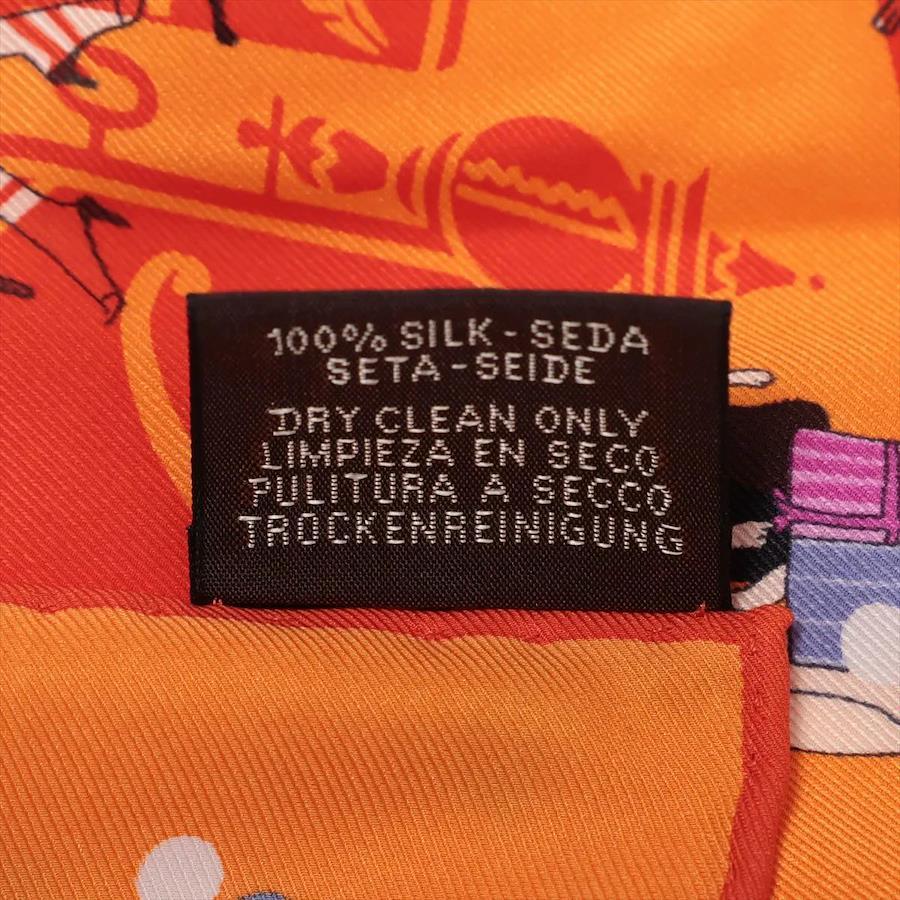 100% SILK - SEDA
SETA - SEIDE
DRY CLEAN ONLY
LIMPIEZA EN SECO
PULITURA A SECCO
TROCKENREINIGUNG